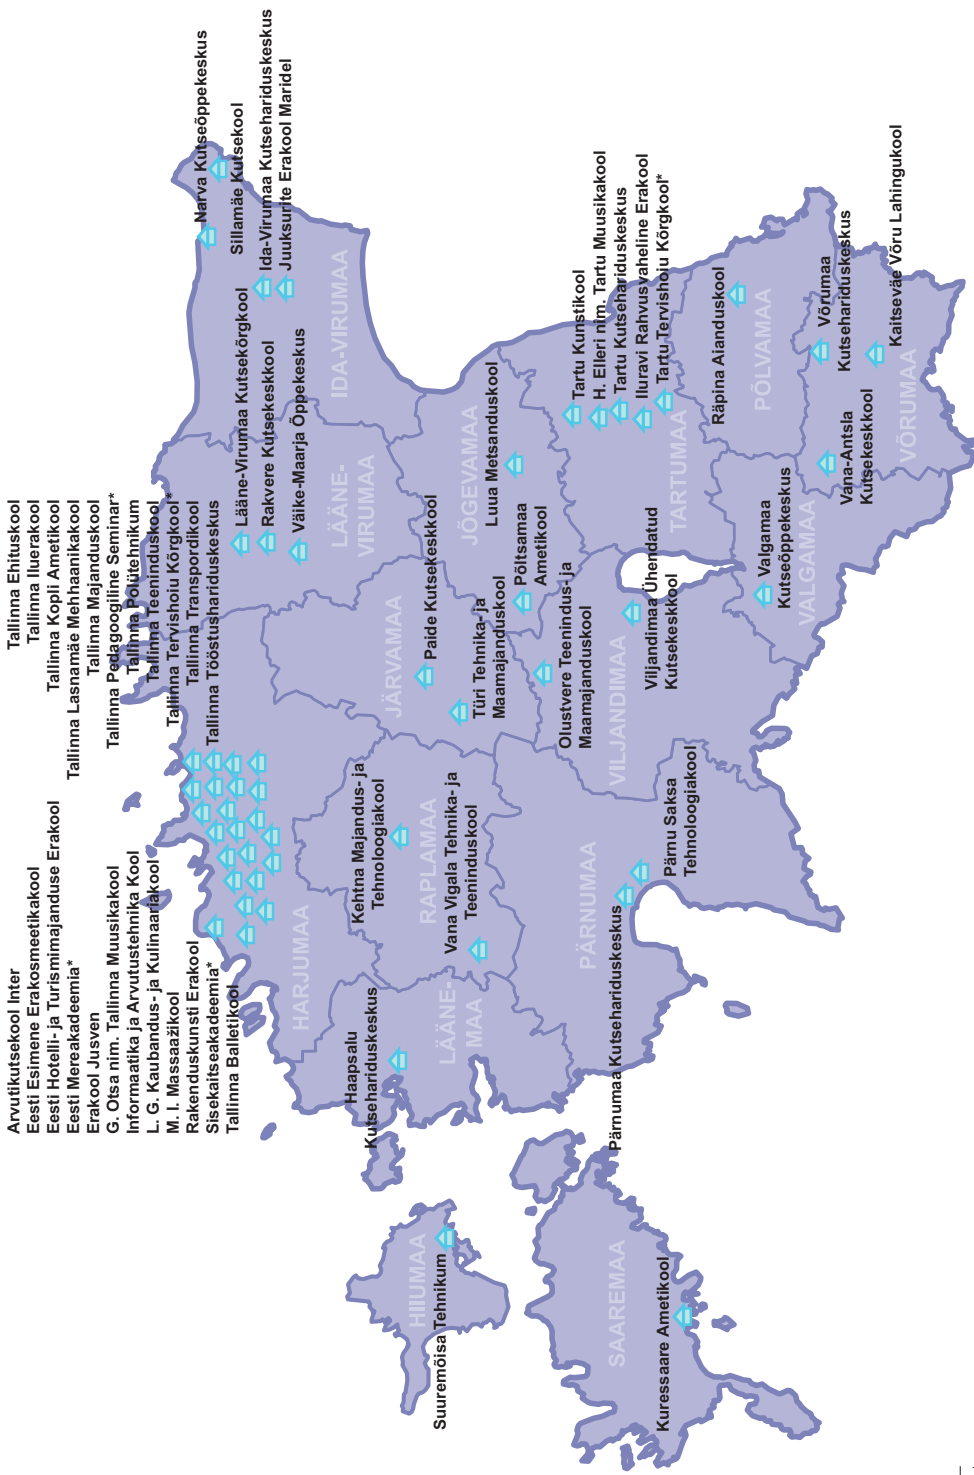 Arvutikutsekool Inter
Eesti Esimene Erakosmeetikakool
Eesti Hotelli- ja Turismimajanduse Erakool
Eesti Mereakadeemia*
Erakool Jusven
G. Otsa nim. Tallinna Muusikakool
Informaatika ja Arvutustehnika Kool
L. G. Kaubandus- ja Kulinaariakool
M. I. Massaažikool
Rakenduskunsti Erakool
Sisekaitseakadeemia*
Tallinna Balletikool
Tallinna Ehituskool
Tallinna Iluerakool
Tallinna Kopli Ametikool
Tallinna Lasnamäe Mehhaanikakool
Tallinna Majanduskool
Tallinna Pedagoogiline Seminar*
Tallinna Polütehnikum
Tallinna Teeninduskool
Tallinna Tervishoiu Kõrgkool*
Tallinna Transpordikool
Tallinna Tööstushariduskeskus
Narva Kutseõppekeskus
Sillamäe Kutsekool
Ida-Virumaa Kutsehariduskeskus
Juuksurite Erakool Maridel
IDA-VIRUMAA
Lääne-Virumaa Kutsekõrgkool
Rakvere Kutsekeskkool
Väike-Maarja Õppekeskus
LÄÄNE-
VIRUMAA
HARJUMAA
Haapsalu
Kutsehariduskeskus
LÄÄNE-
MAA
Kehtna Majandus- ja
Tehnoloogiakool
RAPLAMAA
Vana Vigala Tehnika- ja
Teeninduskool
JÄRVAMAA
Paide Kutsekeskkool
Türi Tehnika- ja
Maamajanduskool
JÕGEVAMAA
Luua Metsanduskool
Põltsamaa
Ametikool
HIIUMAA
Suuremõisa Tehnikum
SAAREMAA
Kuressaare Ametikool
PÄRNUMAA
Pärnumaa Kutsehariduskeskus
Pärnu Saksa
Tehnoloogiakool
Olustvere Teenindus- ja
Maamajanduskool
VILJANDIMAA
Viljandimaa Ühendatud
Kutsekeskkool
Tartu Kunstikool
H. Elleri nim. Tartu Muusikakool
Tartu Kutsehariduskeskus
Iluravi Rahvusvaheline Erakool
Tartu Tervishoiu Kõrgkool*
TARTUMAA
Räpina Aianduskool
PÕLVAMAA
Valgamaa
Kutseõppekeskus
VALGAMAA
Võrumaa
Kutsehariduskeskus
Vana-Antsla
Kutsekeskkool
Kaitseväe Võru Lahingukool
VÕRUMAA